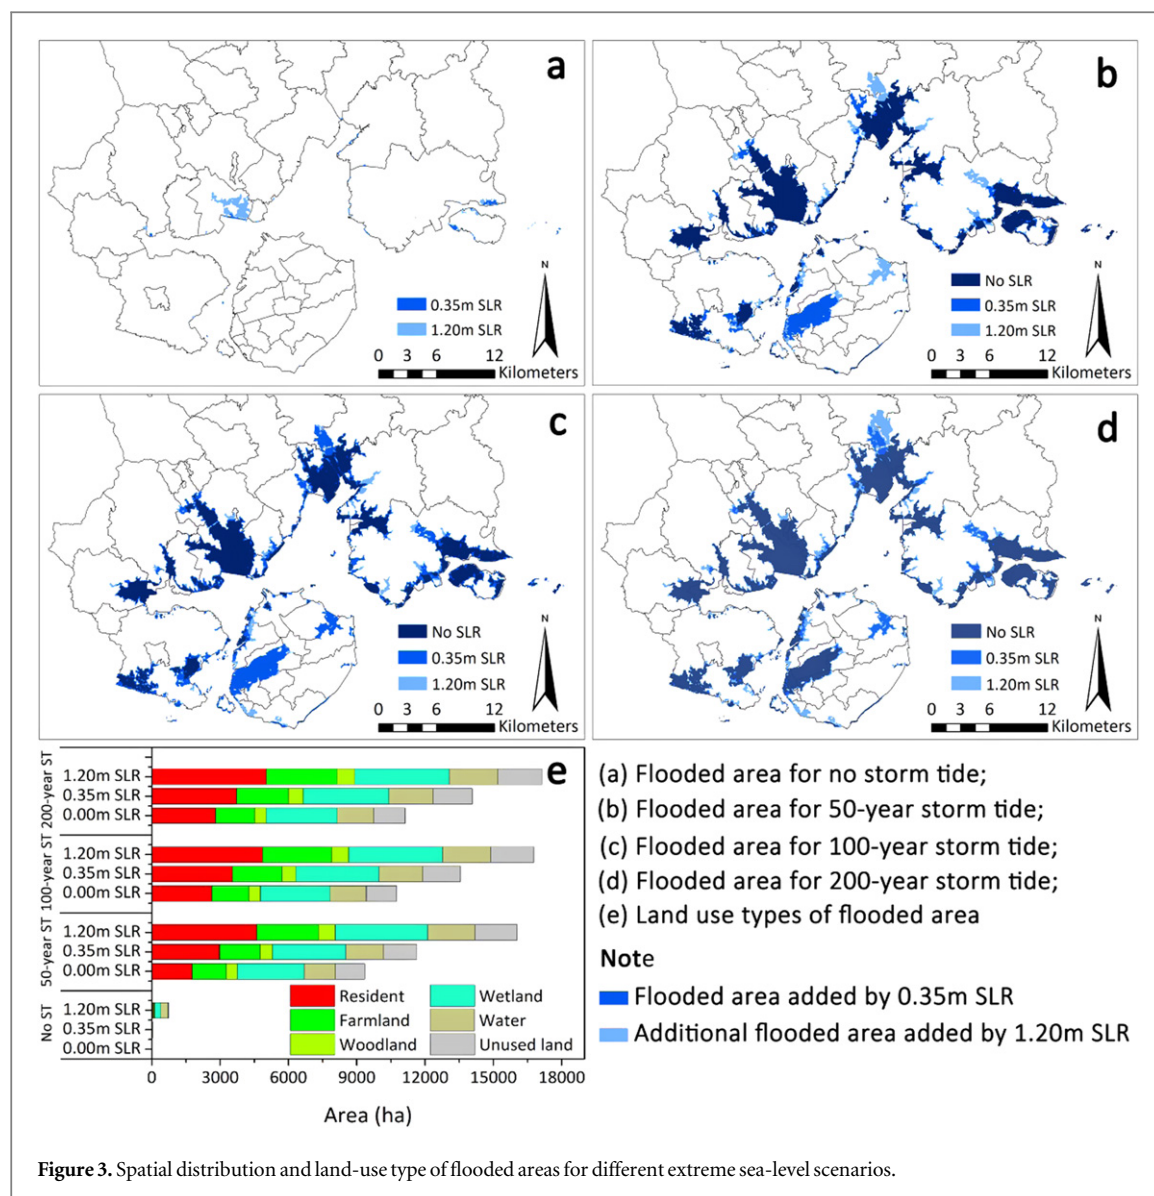 a
N
0.35m SLR
1.20m SLR
0 3 6 12
Kilometers
b
N
No SLR
0.35m SLR
1.20m SLR
0 3 6 12
Kilometers
c
N
No SLR
0.35m SLR
1.20m SLR
0 3 6 12
Kilometers
d
N
No SLR
0.35m SLR
1.20m SLR
0 3 6 12
Kilometers
e
200-year ST
1.20m SLR
0.35m SLR
0.00m SLR
100-year ST
1.20m SLR
0.35m SLR
0.00m SLR
50-year ST
1.20m SLR
0.35m SLR
0.00m SLR
No ST
1.20m SLR
0.35m SLR
0.00m SLR
Resident Wetland
Farmland Water
Woodland Unused land
0 3000 6000 9000 12000 15000 18000
Area (ha)
(a) Flooded area for no storm tide;
(b) Flooded area for 50-year storm tide;
(c) Flooded area for 100-year storm tide;
(d) Flooded area for 200-year storm tide;
(e) Land use types of flooded area
Note
Flooded area added by 0.35m SLR
Additional flooded area added by 1.20m SLR
Figure 3. Spatial distribution and land-use type of flooded areas for different extreme sea-level scenarios.